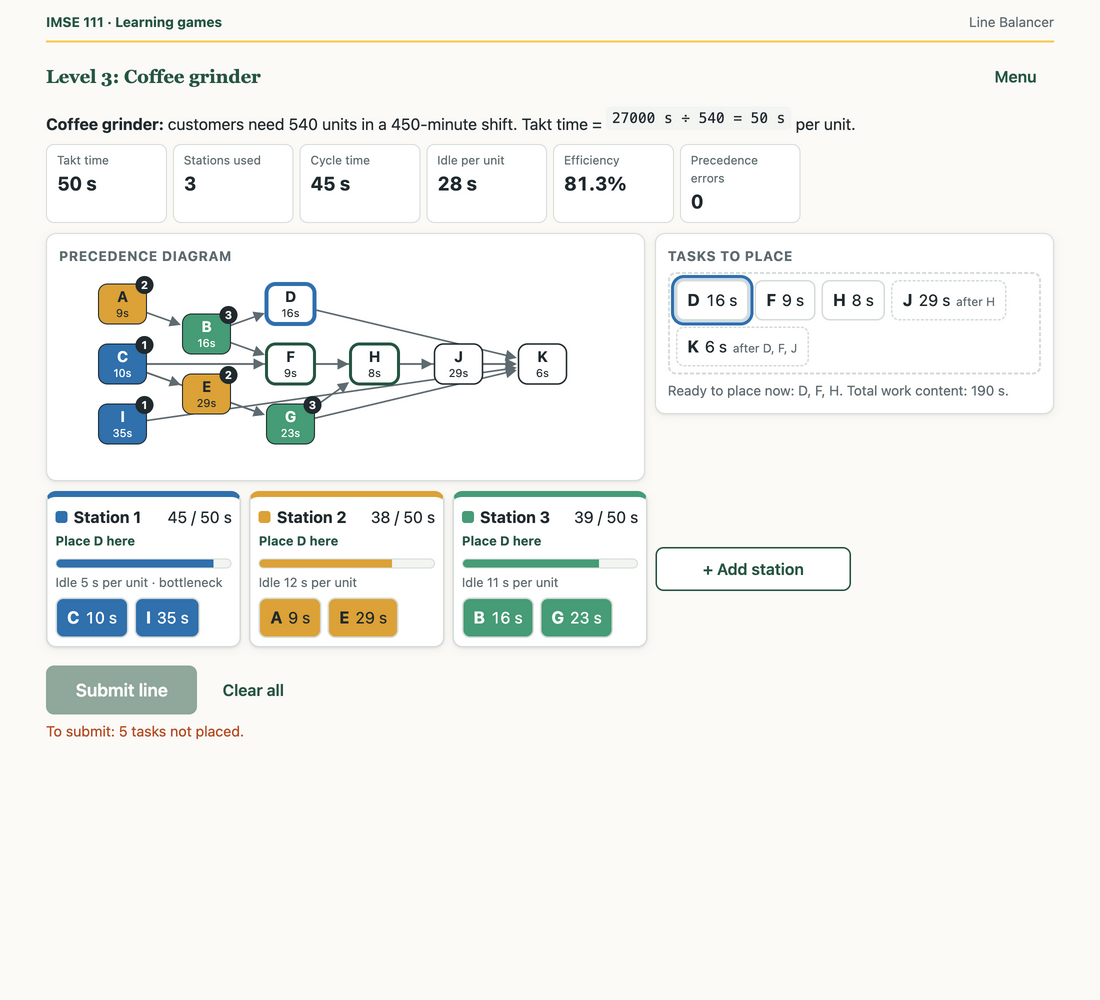 IMSE 111 · Learning games
Line Balancer
Level 3: Coffee grinder
Menu
Coffee grinder: customers need 540 units in a 450-minute shift. Takt time = 27000 s ÷ 540 = 50 s per unit.
Takt time
50 s
Stations used
3
Cycle time
45 s
Idle per unit
28 s
Efficiency
81.3%
Precedence
errors
0
PRECEDENCE DIAGRAM
A
9s
2
B
16s
3
C
10s
1
D
16s
E
29s
2
F
9s
G
23s
3
H
8s
I
35s
1
J
29s
K
6s
TASKS TO PLACE
D 16 s
F 9 s
H 8 s
J 29 s after H
K 6 s after D, F, J
Ready to place now: D, F, H. Total work content: 190 s.
Station 1 45 / 50 s
Place D here
Idle 5 s per unit · bottleneck
C 10 s
I 35 s
Station 2 38 / 50 s
Place D here
Idle 12 s per unit
A 9 s
E 29 s
Station 3 39 / 50 s
Place D here
Idle 11 s per unit
B 16 s
G 23 s
+ Add station
Submit line
Clear all
To submit: 5 tasks not placed.